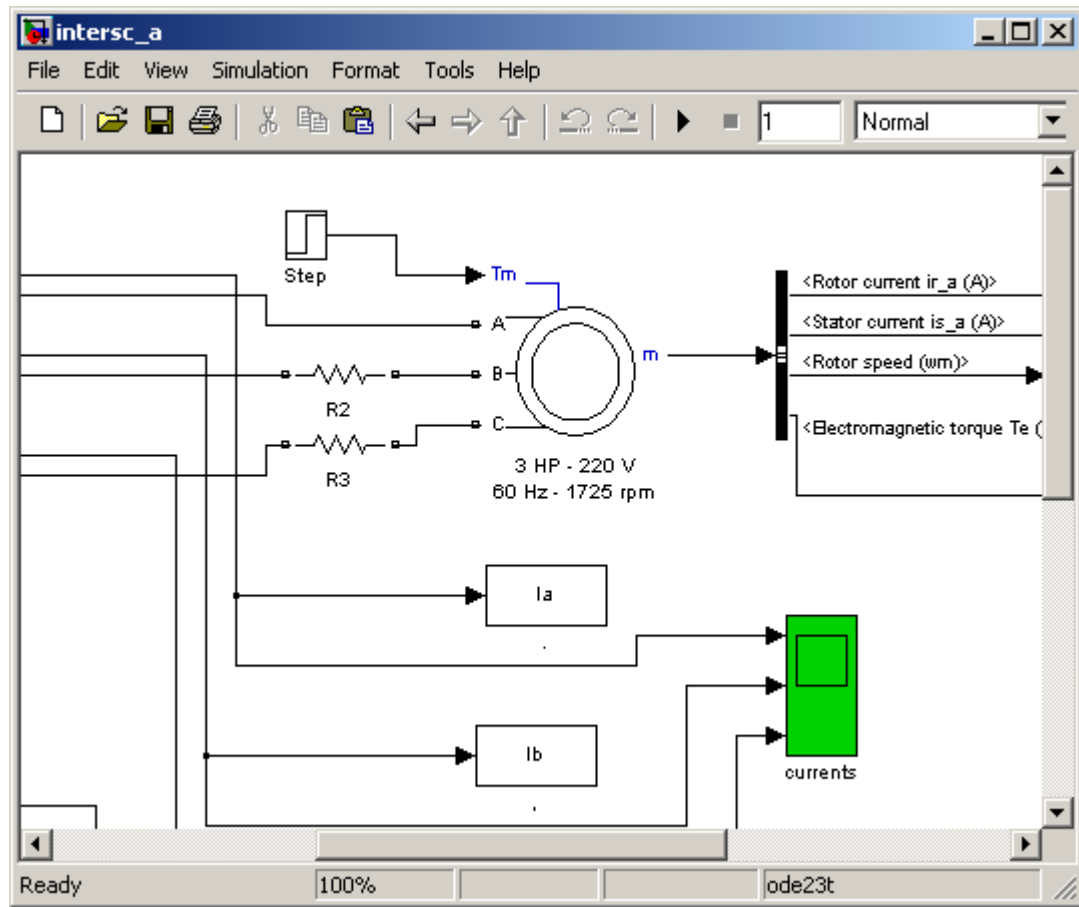 intersc_a
File Edit View Simulation Format Tools Help
1 Normal
Step
Tm
<Rotor current ir_a (A)>
<Stator current is_a (A)>
A
m
<Rotor speed (wm)>
B
R2
C
<Electromagnetic torque Te (
R3
3 HP - 220 V
60 Hz - 1725 rpm
Ia
.
Ib
.
currents
Ready 100% ode23t